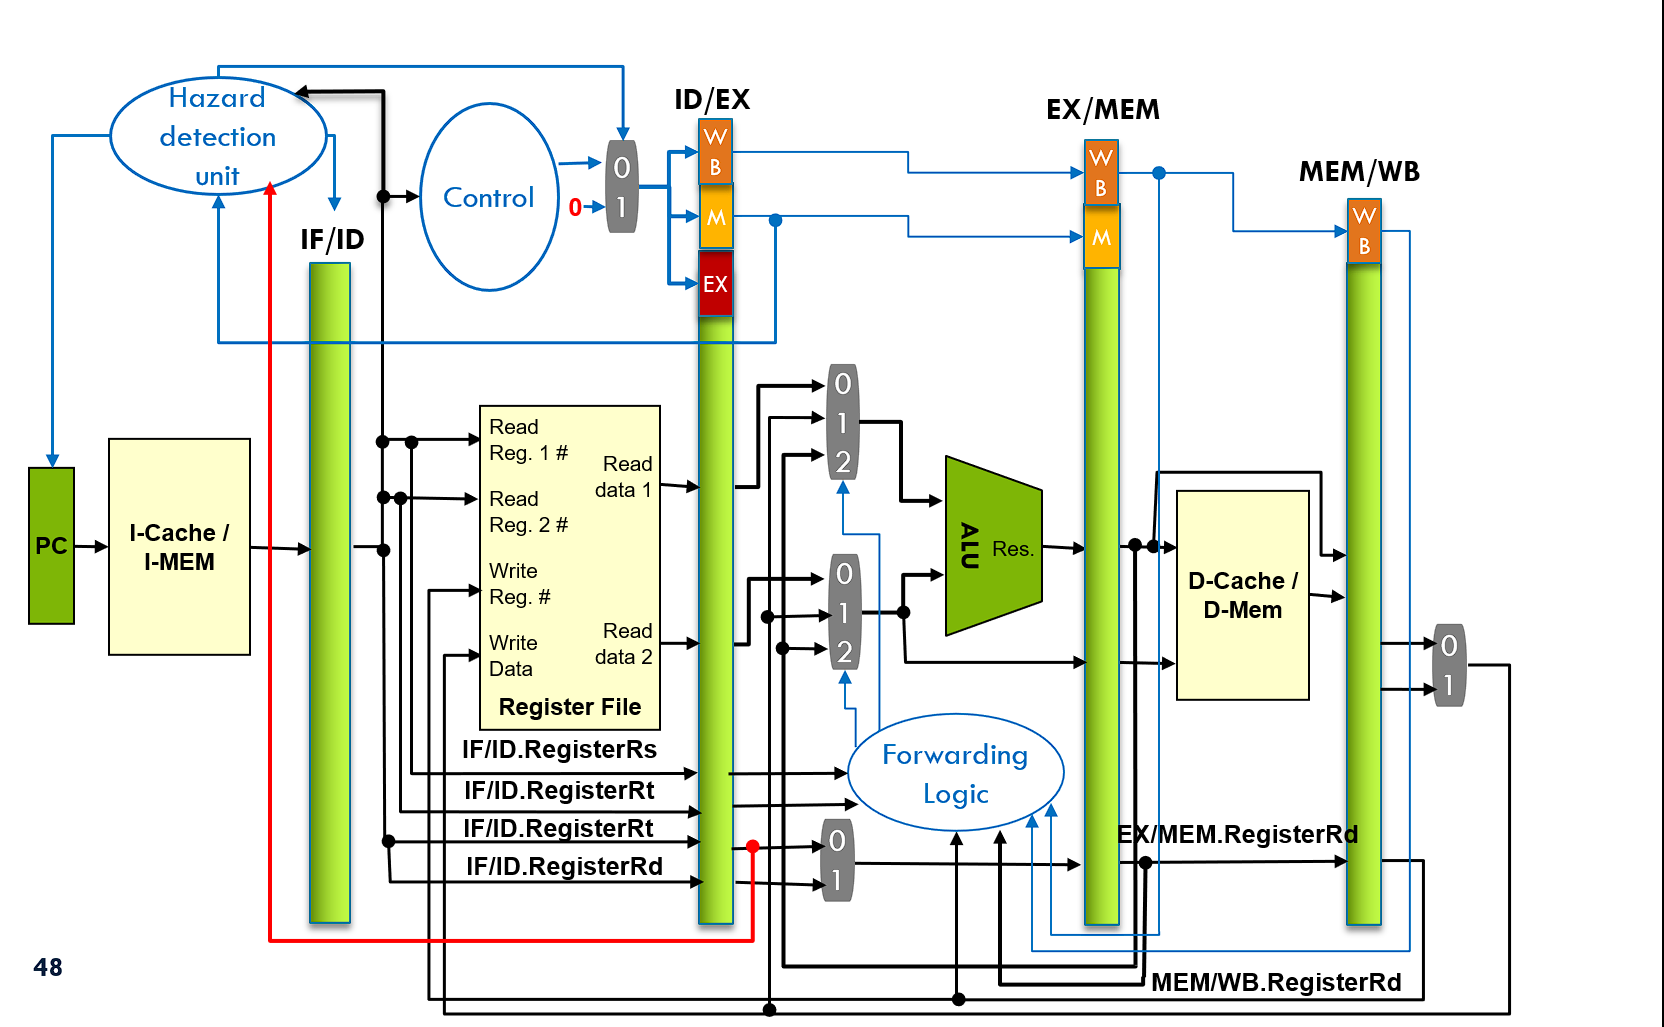 ID/EX
EX/MEM
MEM/WB
IF/ID
Hazard
detection
unit
Control
0
1
0
W
B
M
EX
W
B
M
W
B
PC
I-Cache /
I-MEM
Read
Reg. 1 #
Read
Reg. 2 #
Write
Reg. #
Write
Data
Read
data 1
Read
data 2
Register File
0
1
2
0
1
2
ALU
Res.
D-Cache /
D-Mem
0
1
IF/ID.RegisterRs
IF/ID.RegisterRt
IF/ID.RegisterRt
IF/ID.RegisterRd
Forwarding
Logic
0
1
EX/MEM.RegisterRd
MEM/WB.RegisterRd
48